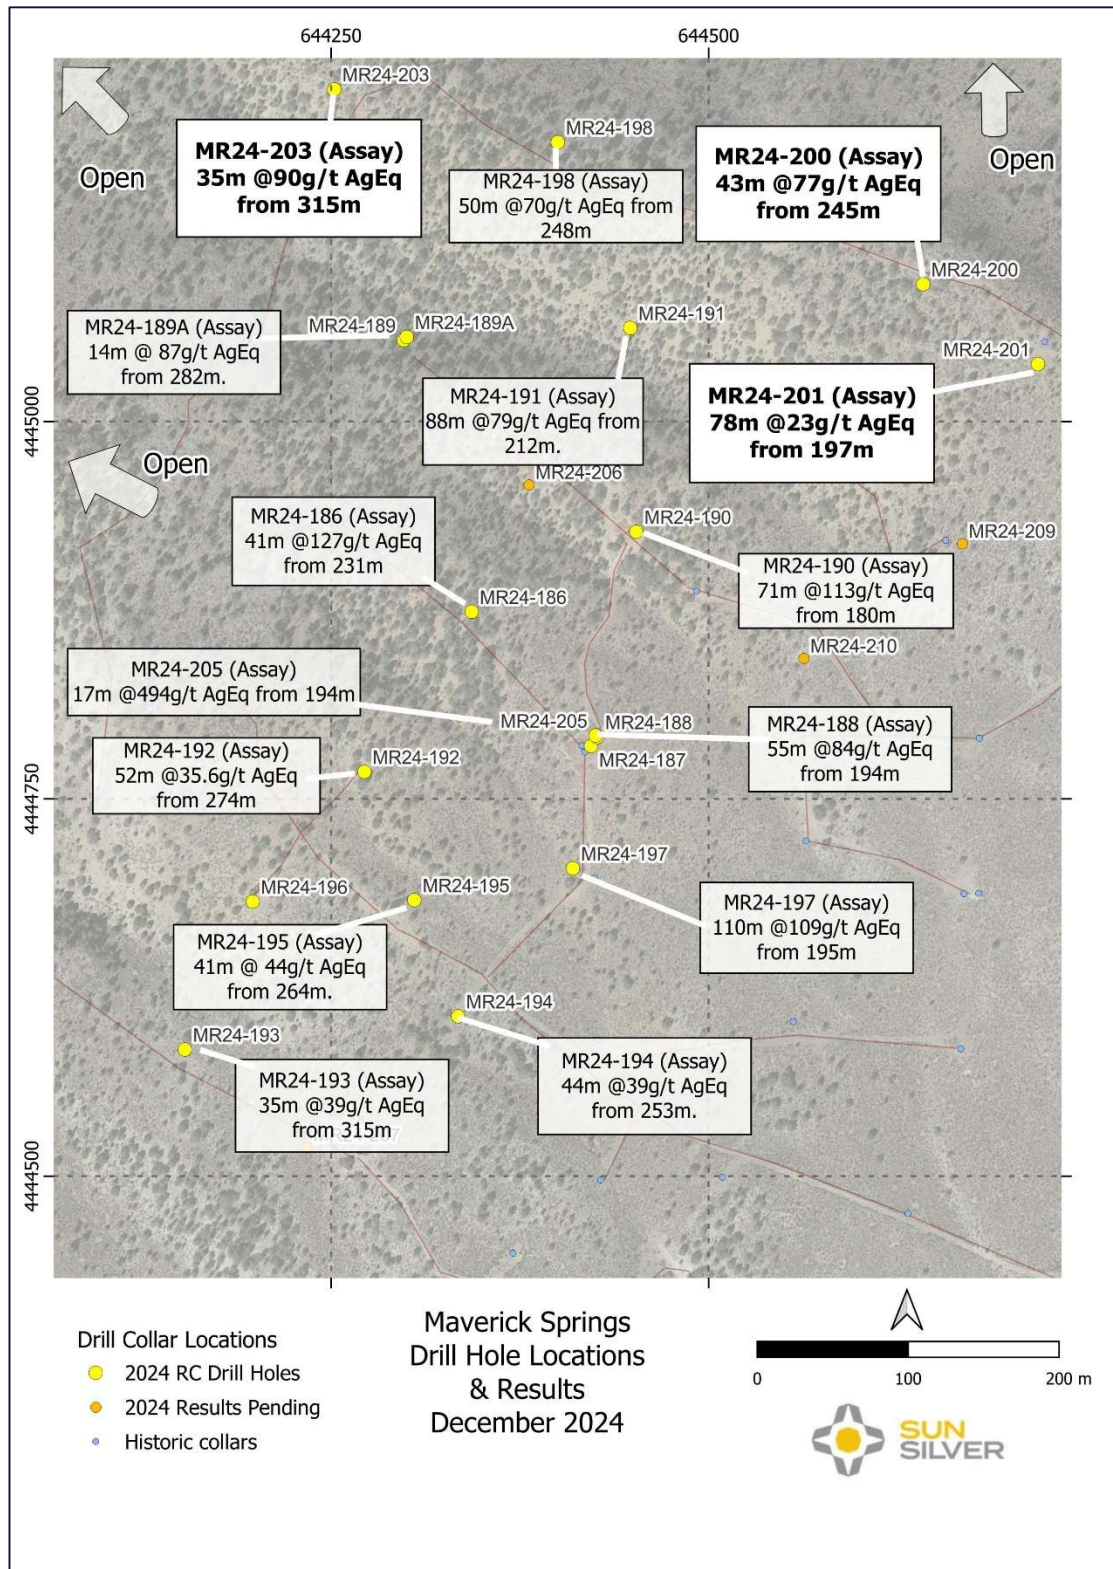 644250
644500
MR24-203
MR24-198
Open
Open
MR24-203 (Assay)
35m @90g/t AgEq
from 315m
MR24-198 (Assay)
50m @70g/t AgEq from
248m
MR24-200 (Assay)
43m @77g/t AgEq
from 245m
MR24-200
MR24-189A (Assay)
14m @ 87g/t AgEq
from 282m.
MR24-189
MR24-189A
MR24-191
MR24-201
MR24-191 (Assay)
88m @79g/t AgEq from
212m.
MR24-201 (Assay)
78m @23g/t AgEq
from 197m
4445000
Open
MR24-206
MR24-186 (Assay)
41m @127g/t AgEq
from 231m
MR24-190
MR24-209
MR24-190 (Assay)
71m @113g/t AgEq
from 180m
MR24-186
MR24-210
MR24-205 (Assay)
17m @494g/t AgEq from 194m
MR24-205
MR24-188
MR24-187
MR24-188 (Assay)
55m @84g/t AgEq
from 194m
MR24-192 (Assay)
52m @35.6g/t AgEq
from 274m
MR24-192
4444750
MR24-197
MR24-196
MR24-195
MR24-197 (Assay)
110m @109g/t AgEq
from 195m
MR24-195 (Assay)
41m @ 44g/t AgEq
from 264m.
MR24-194
MR24-193
MR24-193 (Assay)
35m @39g/t AgEq
from 315m
MR24-194 (Assay)
44m @39g/t AgEq
from 253m.
4444500
Drill Collar Locations
2024 RC Drill Holes
2024 Results Pending
Historic collars
Maverick Springs
Drill Hole Locations
& Results
December 2024
0 100 200 m
SUN
SILVER